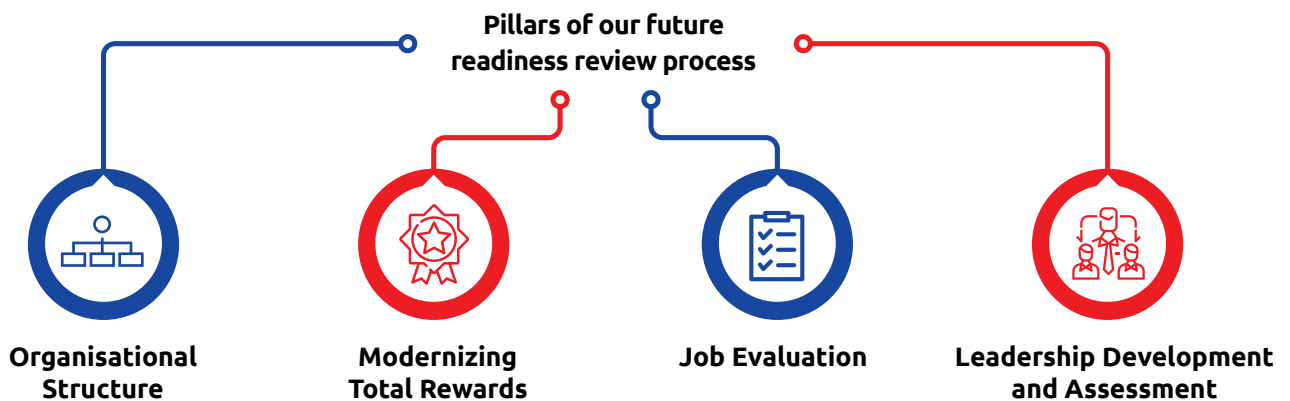 Pillars of our future
readiness review process
Organisational
Structure
Modernizing
Total Rewards
Job Evaluation
Leadership Development
and Assessment